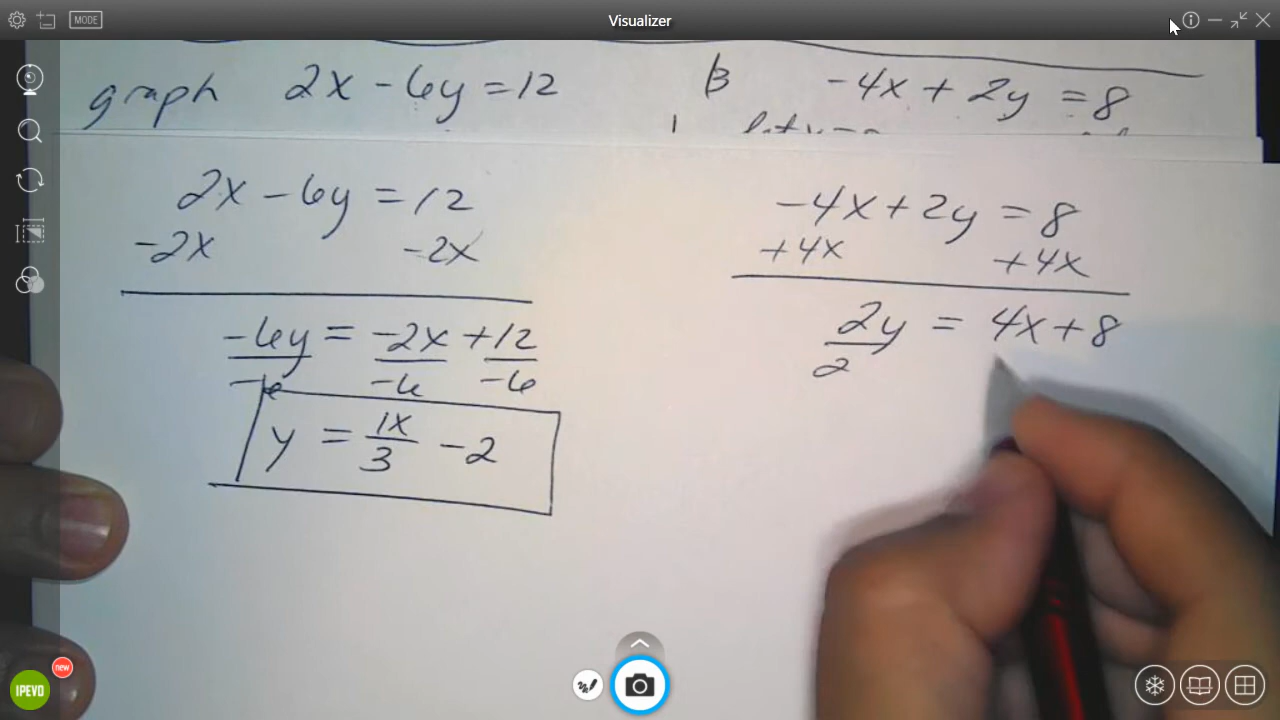 MODE
Visualizer
graph 2x - 6y = 12 B -4x + 2y = 8
2x - 6y = 12
-2x -2x
-6y = -2x + 12
-6 -6 -6
y = 1x/3 - 2
-4x + 2y = 8
+4x +4x
2y = 4x + 8
2
new
IPEVO